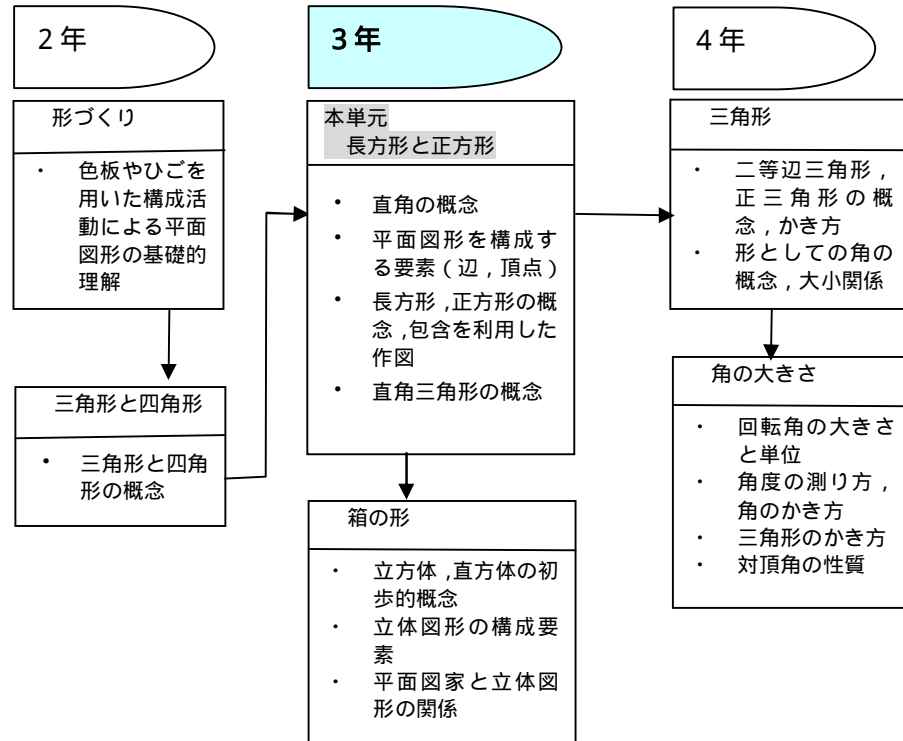 2年
形づくり
・ 色板やひごを
用いた構成活
動による平面
図形の基礎的
理解
三角形と四角形
・ 三角形と四角
形の概念
3年
本単元
長方形と正方形
・ 直角の概念
・ 平面図形を構成す
る要素(辺,頂点)
・ 長方形,正方形の概
念,包含を利用した
作図
・ 直角三角形の概念
箱の形
・ 立方体,直方体の初
歩的概念
・ 立体図形の構成要
素
・ 平面図家と立体図
形の関係
4年
三角形
・ 二等辺三角形,
正三角形の概
念,かき方
・ 形としての角の
概念,大小関係
角の大きさ
・ 回転角の大きさ
と単位
・ 角度の測り方,
角のかき方
・ 三角形のかき方
・ 対頂角の性質